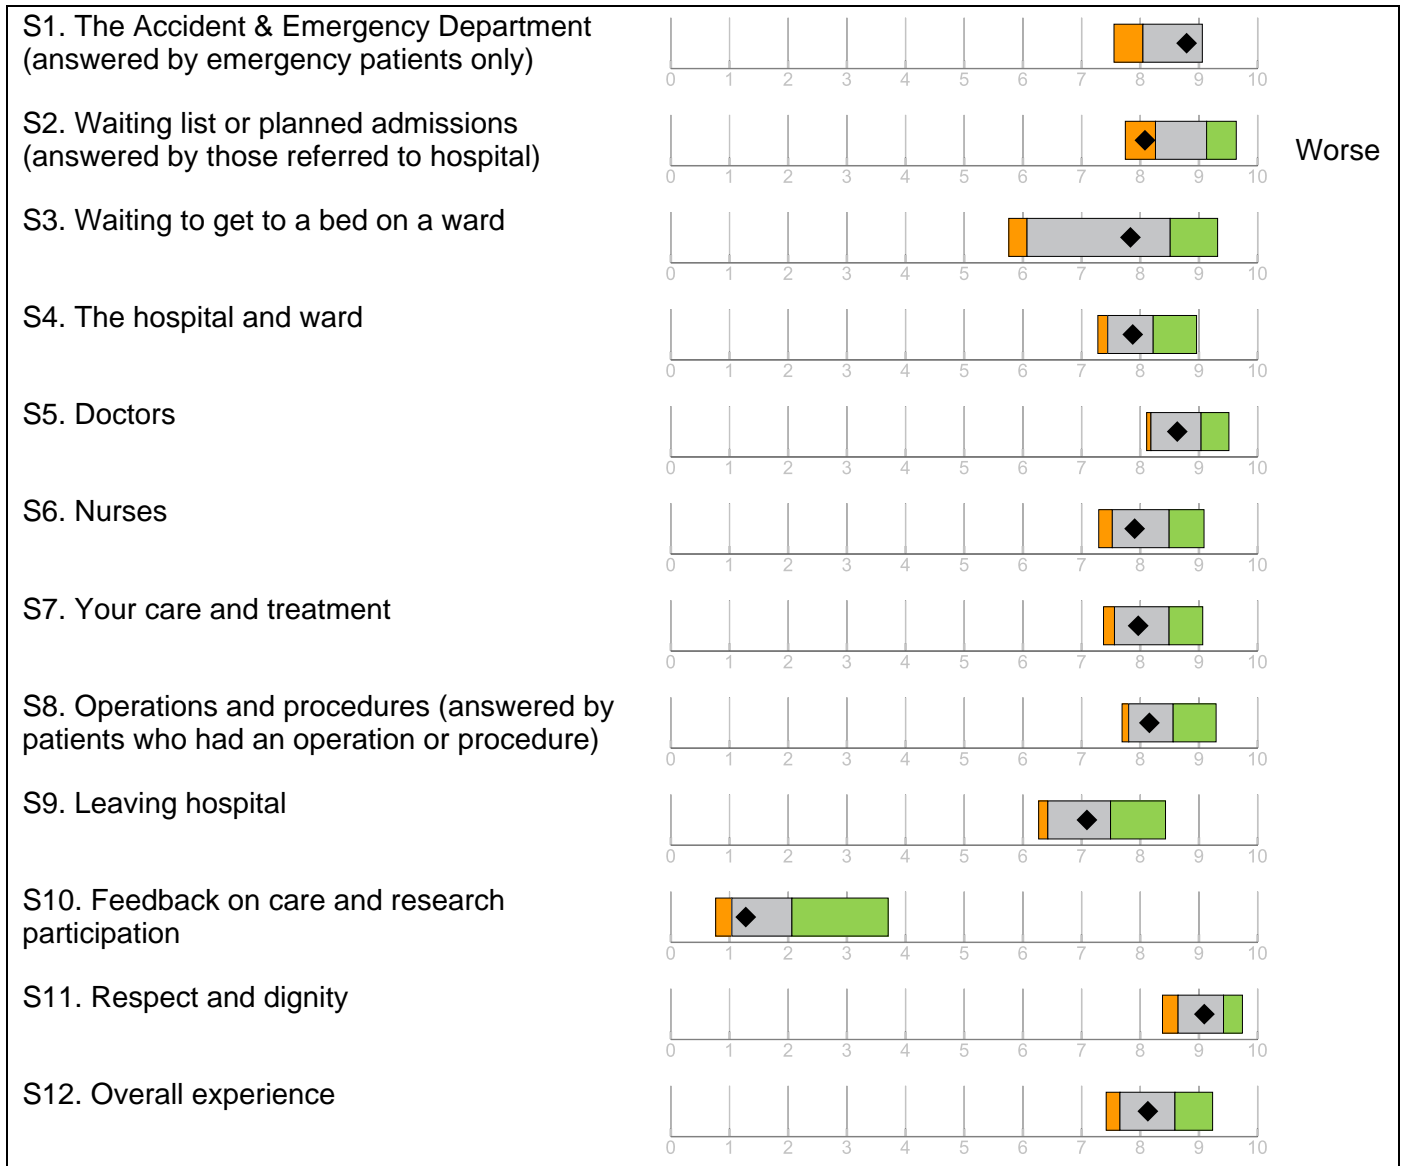 S1. The Accident & Emergency Department
(answered by emergency patients only)
0 1 2 3 4 5 6 7 8 9 10
S2. Waiting list or planned admissions
(answered by those referred to hospital)
Worse
0 1 2 3 4 5 6 7 8 9 10
S3. Waiting to get to a bed on a ward
0 1 2 3 4 5 6 7 8 9 10
S4. The hospital and ward
0 1 2 3 4 5 6 7 8 9 10
S5. Doctors
0 1 2 3 4 5 6 7 8 9 10
S6. Nurses
0 1 2 3 4 5 6 7 8 9 10
S7. Your care and treatment
0 1 2 3 4 5 6 7 8 9 10
S8. Operations and procedures (answered by
patients who had an operation or procedure)
0 1 2 3 4 5 6 7 8 9 10
S9. Leaving hospital
0 1 2 3 4 5 6 7 8 9 10
S10. Feedback on care and research
participation
0 1 2 3 4 5 6 7 8 9 10
S11. Respect and dignity
0 1 2 3 4 5 6 7 8 9 10
S12. Overall experience
0 1 2 3 4 5 6 7 8 9 10